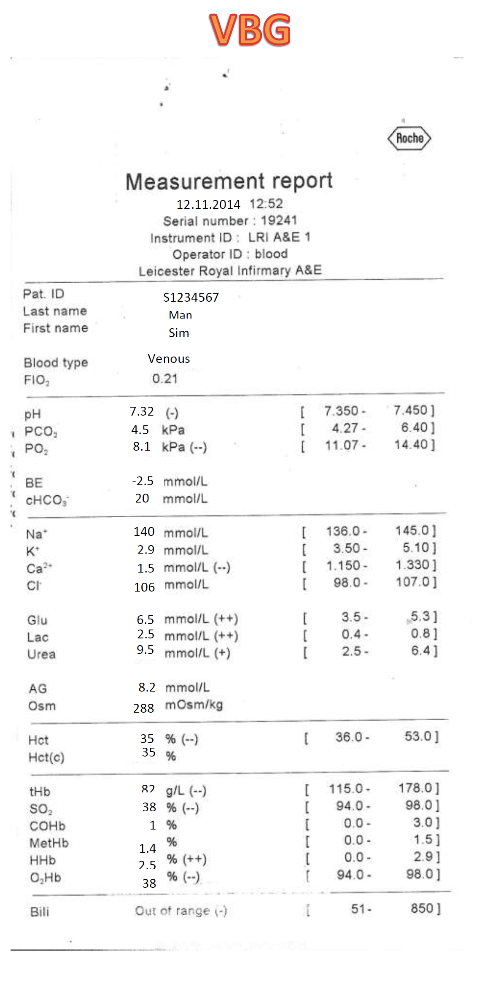 VBG
Roche
Measurement report
12.11.2014 12:52
Serial number : 19241
Instrument ID : LRI A&E 1
Operator ID : blood
Leicester Royal Infirmary A&E
Pat. ID S1234567
Last name Man
First name Sim
Blood type Venous
FIO₂ 0.21
pH 7.32 (-) [ 7.350 - 7.450 ]
PCO₂ 4.5 kPa [ 4.27 - 6.40 ]
PO₂ 8.1 kPa (--) [ 11.07 - 14.40 ]
BE -2.5 mmol/L
cHCO₃⁻ 20 mmol/L
Na⁺ 140 mmol/L [ 136.0 - 145.0 ]
K⁺ 2.9 mmol/L [ 3.50 - 5.10 ]
Ca²⁺ 1.5 mmol/L (--) [ 1.150 - 1.330 ]
Cl⁻ 106 mmol/L [ 98.0 - 107.0 ]
Glu 6.5 mmol/L (++) [ 3.5 - 5.3 ]
Lac 2.5 mmol/L (++) [ 0.4 - 0.8 ]
Urea 9.5 mmol/L (+) [ 2.5 - 6.4 ]
AG 8.2 mmol/L
Osm 288 mOsm/kg
Hct 35 % (--) [ 36.0 - 53.0 ]
Hct(c) 35 %
tHb 82 g/L (--) [ 115.0 - 178.0 ]
SO₂ 38 % (--) [ 94.0 - 98.0 ]
COHb 1 % [ 0.0 - 3.0 ]
MetHb 1.4 % [ 0.0 - 1.5 ]
HHb 2.5 % (++) [ 0.0 - 2.9 ]
O₂Hb 38 % (--) [ 94.0 - 98.0 ]
Bili Out of range (-) [ 51 - 850 ]